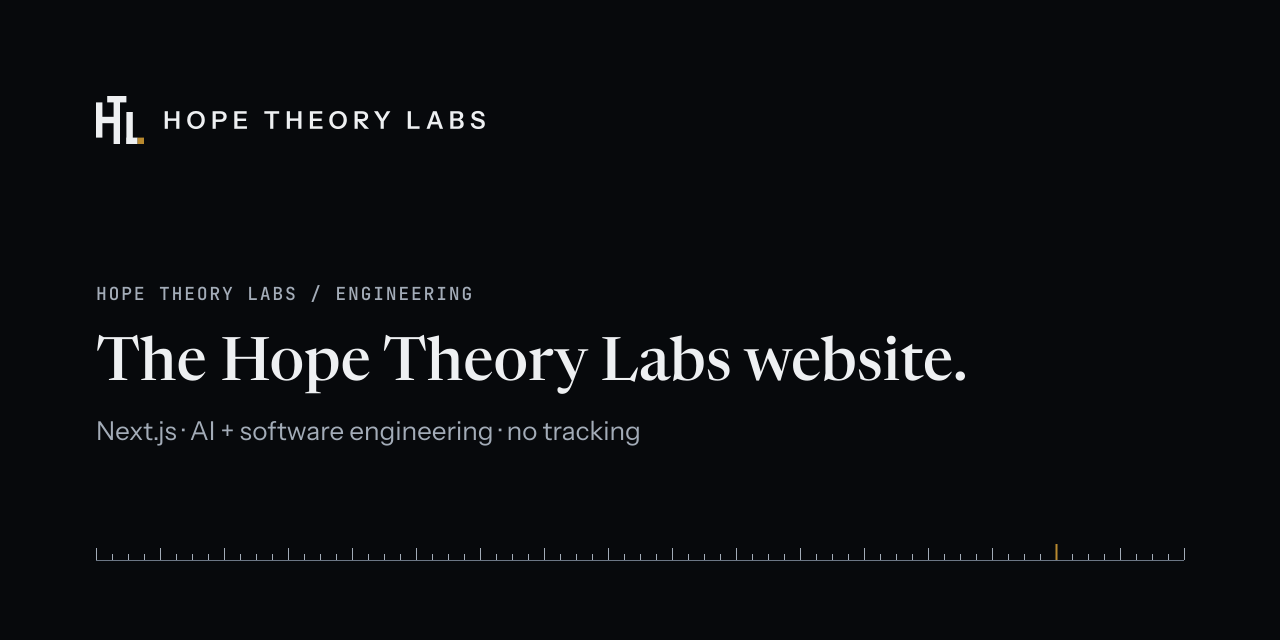 HTL HOPE THEORY LABS
HOPE THEORY LABS / ENGINEERING
The Hope Theory Labs website.
Next.js · AI + software engineering · no tracking